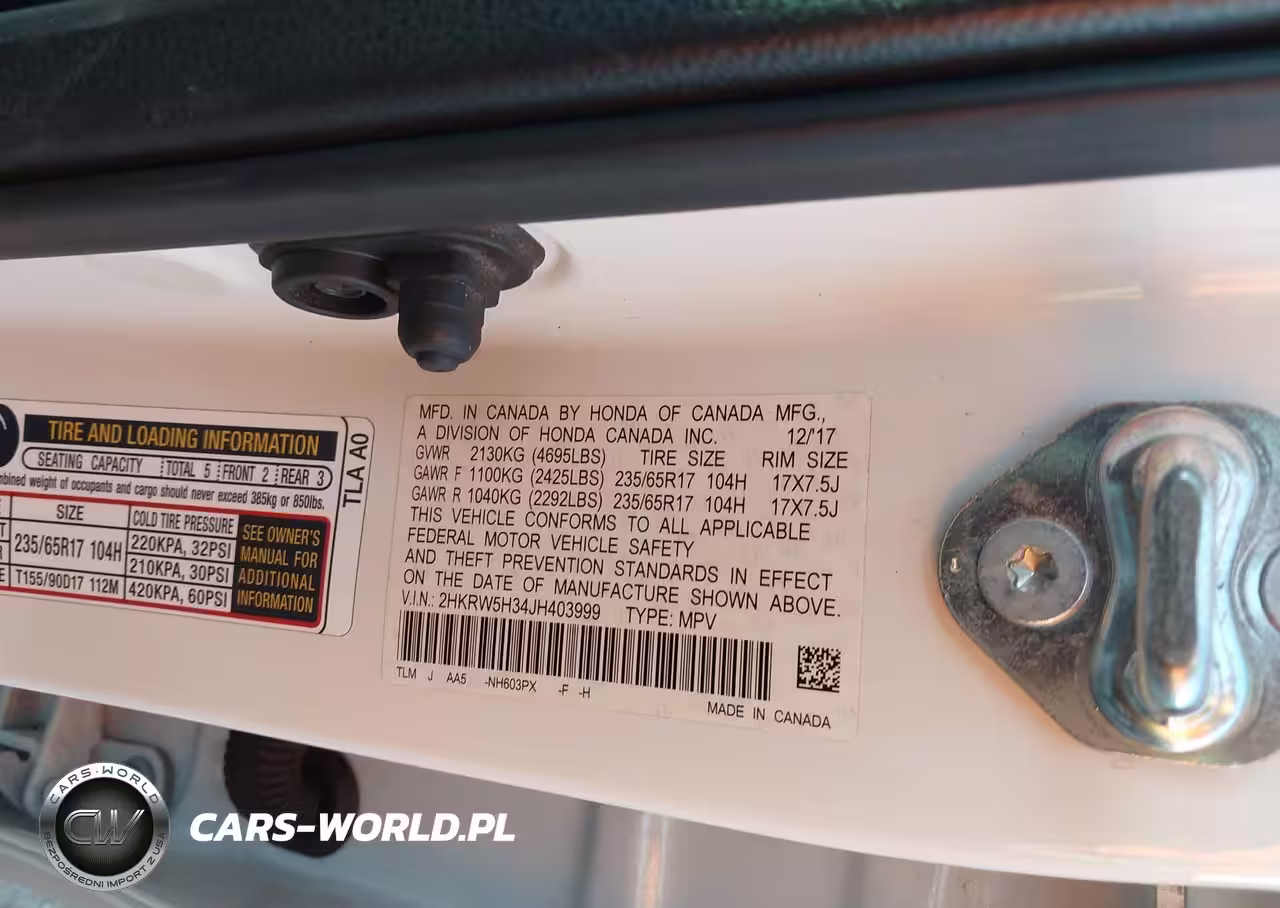 TIRE AND LOADING INFORMATION
SEATING CAPACITY TOTAL 5 FRONT 2 REAR 3
weight of occupants and cargo should never exceed 385kg or 850lbs.
SIZE
COLD TIRE PRESSURE
235/65R17 104H
220KPA, 32PSI
210KPA, 30PSI
T155/90D17 112M
420KPA, 60PSI
SEE OWNER'S
MANUAL FOR
ADDITIONAL
INFORMATION
TLA A0
MFD. IN CANADA BY HONDA OF CANADA MFG.,
A DIVISION OF HONDA CANADA INC. 12/17
GVWR 2130KG (4695LBS) TIRE SIZE RIM SIZE
GAWR F 1100KG (2425LBS) 235/65R17 104H 17X7.5J
GAWR R 1040KG (2292LBS) 235/65R17 104H 17X7.5J
THIS VEHICLE CONFORMS TO ALL APPLICABLE
FEDERAL MOTOR VEHICLE SAFETY
AND THEFT PREVENTION STANDARDS IN EFFECT
ON THE DATE OF MANUFACTURE SHOWN ABOVE.
V.I.N.: 2HKRW5H34JH403999 TYPE: MPV
TLM J AA5 -NH603PX -F -H
MADE IN CANADA
CARS-WORLD
CW
BEZPOŚREDNI IMPORT Z USA
CARS-WORLD.PL